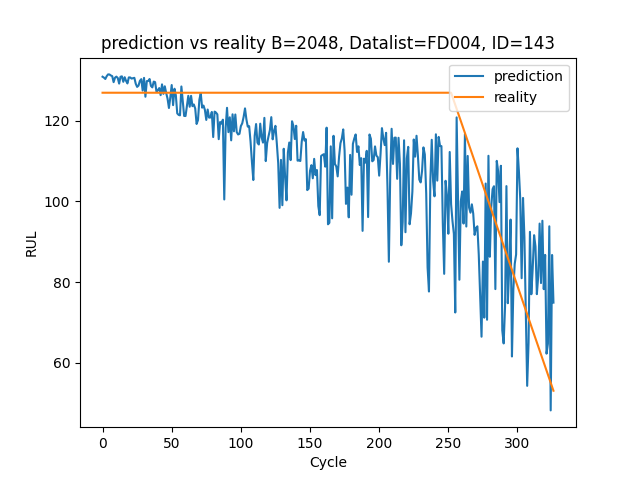 prediction vs reality B=2048, Datalist=FD004, ID=143
prediction
reality
RUL
120
100
80
60
0 50 100 150 200 250 300
Cycle